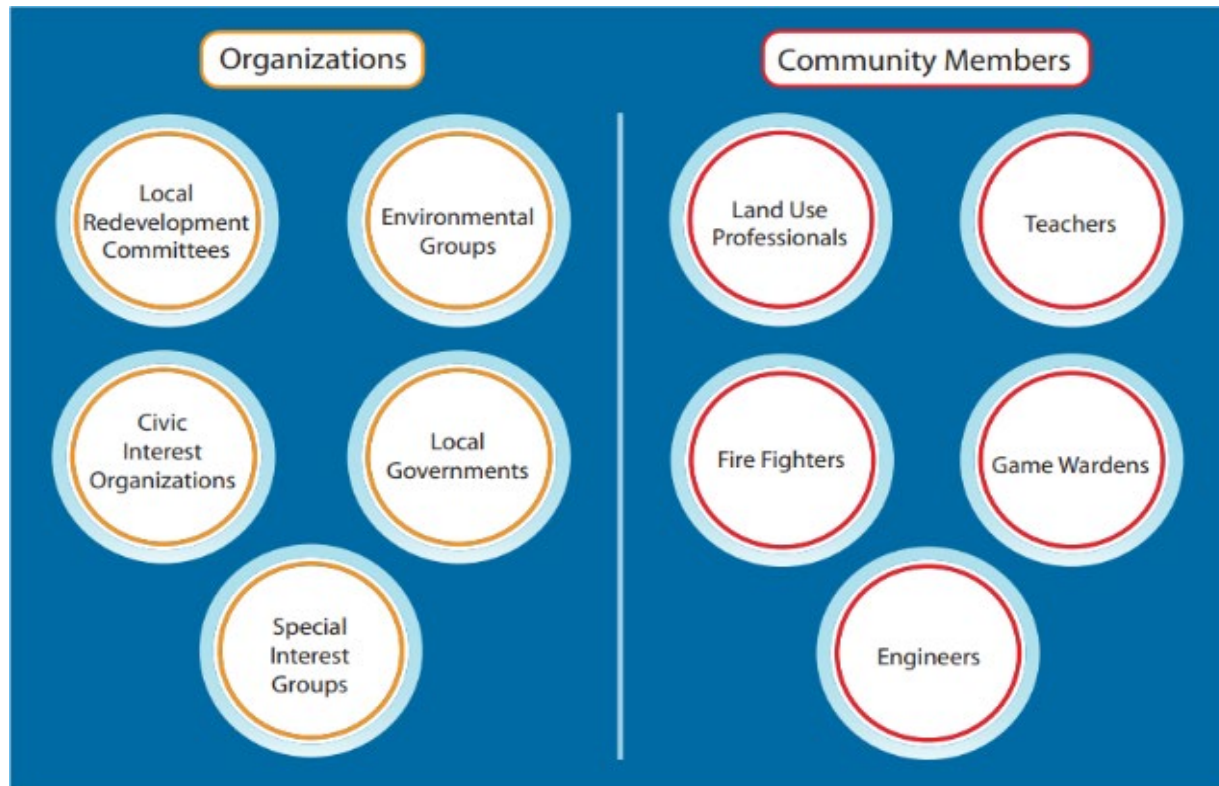 Organizations
Local
Redevelopment
Committees
Environmental
Groups
Civic
Interest
Organizations
Local
Governments
Special
Interest
Groups
Community Members
Land Use
Professionals
Teachers
Fire Fighters
Game Wardens
Engineers